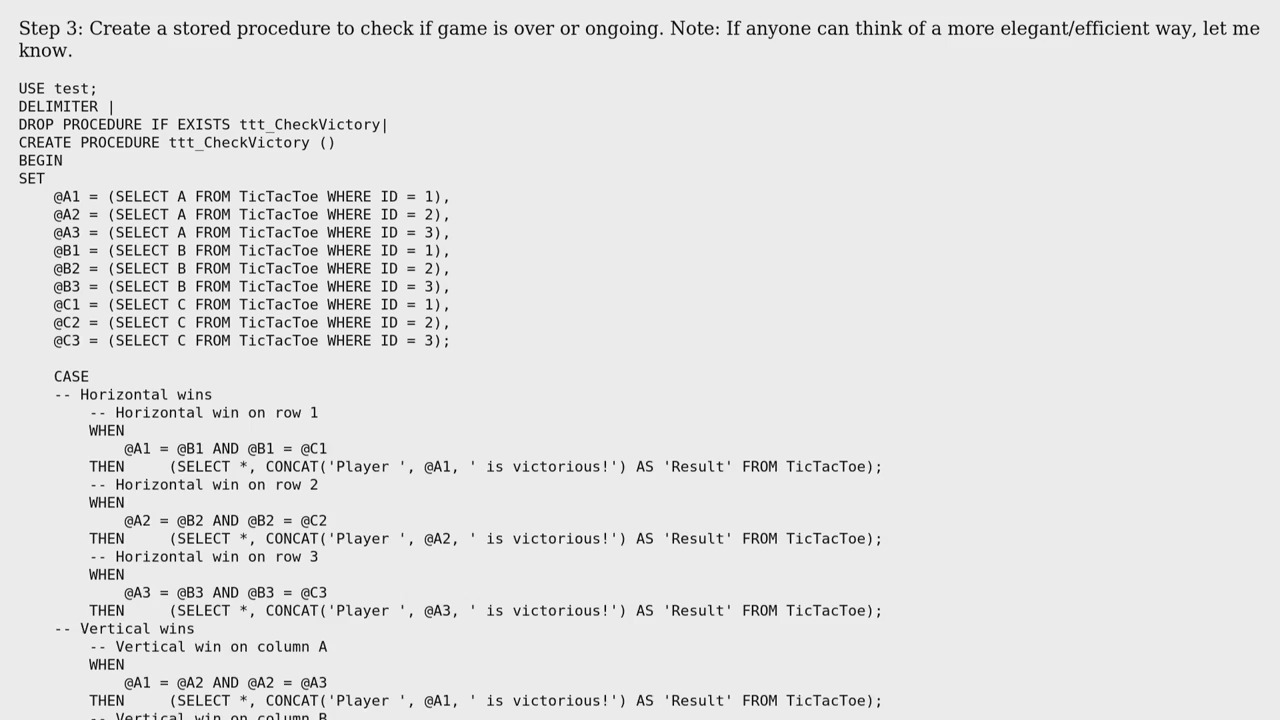 Step 3: Create a stored procedure to check if game is over or ongoing. Note: If anyone can think of a more elegant/efficient way, let me
know.
USE test;
DELIMITER |
DROP PROCEDURE IF EXISTS ttt_CheckVictory|
CREATE PROCEDURE ttt_CheckVictory ()
BEGIN
SET
    @A1 = (SELECT A FROM TicTacToe WHERE ID = 1),
    @A2 = (SELECT A FROM TicTacToe WHERE ID = 2),
    @A3 = (SELECT A FROM TicTacToe WHERE ID = 3),
    @B1 = (SELECT B FROM TicTacToe WHERE ID = 1),
    @B2 = (SELECT B FROM TicTacToe WHERE ID = 2),
    @B3 = (SELECT B FROM TicTacToe WHERE ID = 3),
    @C1 = (SELECT C FROM TicTacToe WHERE ID = 1),
    @C2 = (SELECT C FROM TicTacToe WHERE ID = 2),
    @C3 = (SELECT C FROM TicTacToe WHERE ID = 3);
    CASE
    -- Horizontal wins
        -- Horizontal win on row 1
        WHEN
            @A1 = @B1 AND @B1 = @C1
        THEN     (SELECT *, CONCAT('Player ', @A1, ' is victorious!') AS 'Result' FROM TicTacToe);
        -- Horizontal win on row 2
        WHEN
            @A2 = @B2 AND @B2 = @C2
        THEN     (SELECT *, CONCAT('Player ', @A2, ' is victorious!') AS 'Result' FROM TicTacToe);
        -- Horizontal win on row 3
        WHEN
            @A3 = @B3 AND @B3 = @C3
        THEN     (SELECT *, CONCAT('Player ', @A3, ' is victorious!') AS 'Result' FROM TicTacToe);
    -- Vertical wins
        -- Vertical win on column A
        WHEN
            @A1 = @A2 AND @A2 = @A3
        THEN     (SELECT *, CONCAT('Player ', @A1, ' is victorious!') AS 'Result' FROM TicTacToe);
        -- Vertical win on column B